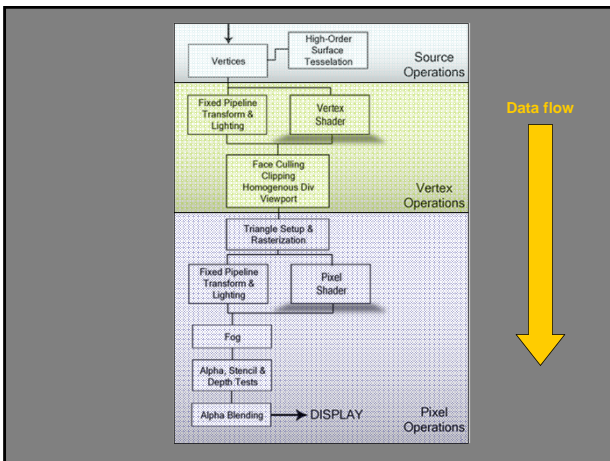 High-Order
Surface
Tesselation
Vertices
Source
Operations
Fixed Pipeline
Transform &
Lighting
Vertex
Shader
Data flow
Face Culling
Clipping
Homogenous Div
Viewport
Vertex
Operations
Triangle Setup &
Rasterization
Fixed Pipeline
Transform &
Lighting
Pixel
Shader
Fog
Alpha, Stencil &
Depth Tests
Alpha Blending
DISPLAY
Pixel
Operations